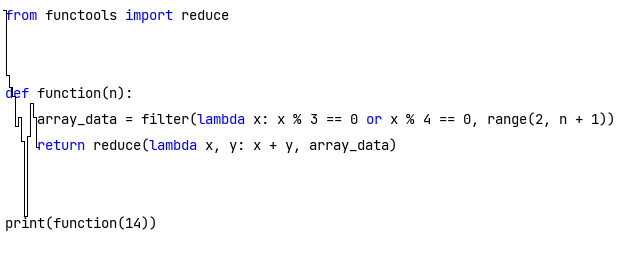 from functools import reduce
def function(n):
    array_data = filter(lambda x: x % 3 == 0 or x % 4 == 0, range(2, n + 1))
    return reduce(lambda x, y: x + y, array_data)
print(function(14))